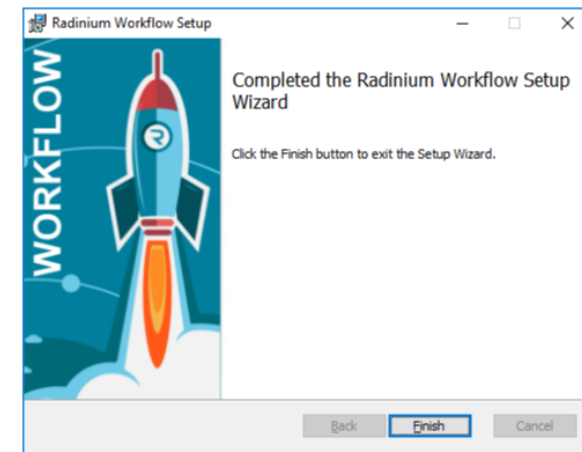 Radinium Workflow Setup
WORKFLOW
Completed the Radinium Workflow Setup
Wizard
Click the Finish button to exit the Setup Wizard.
Back Finish Cancel